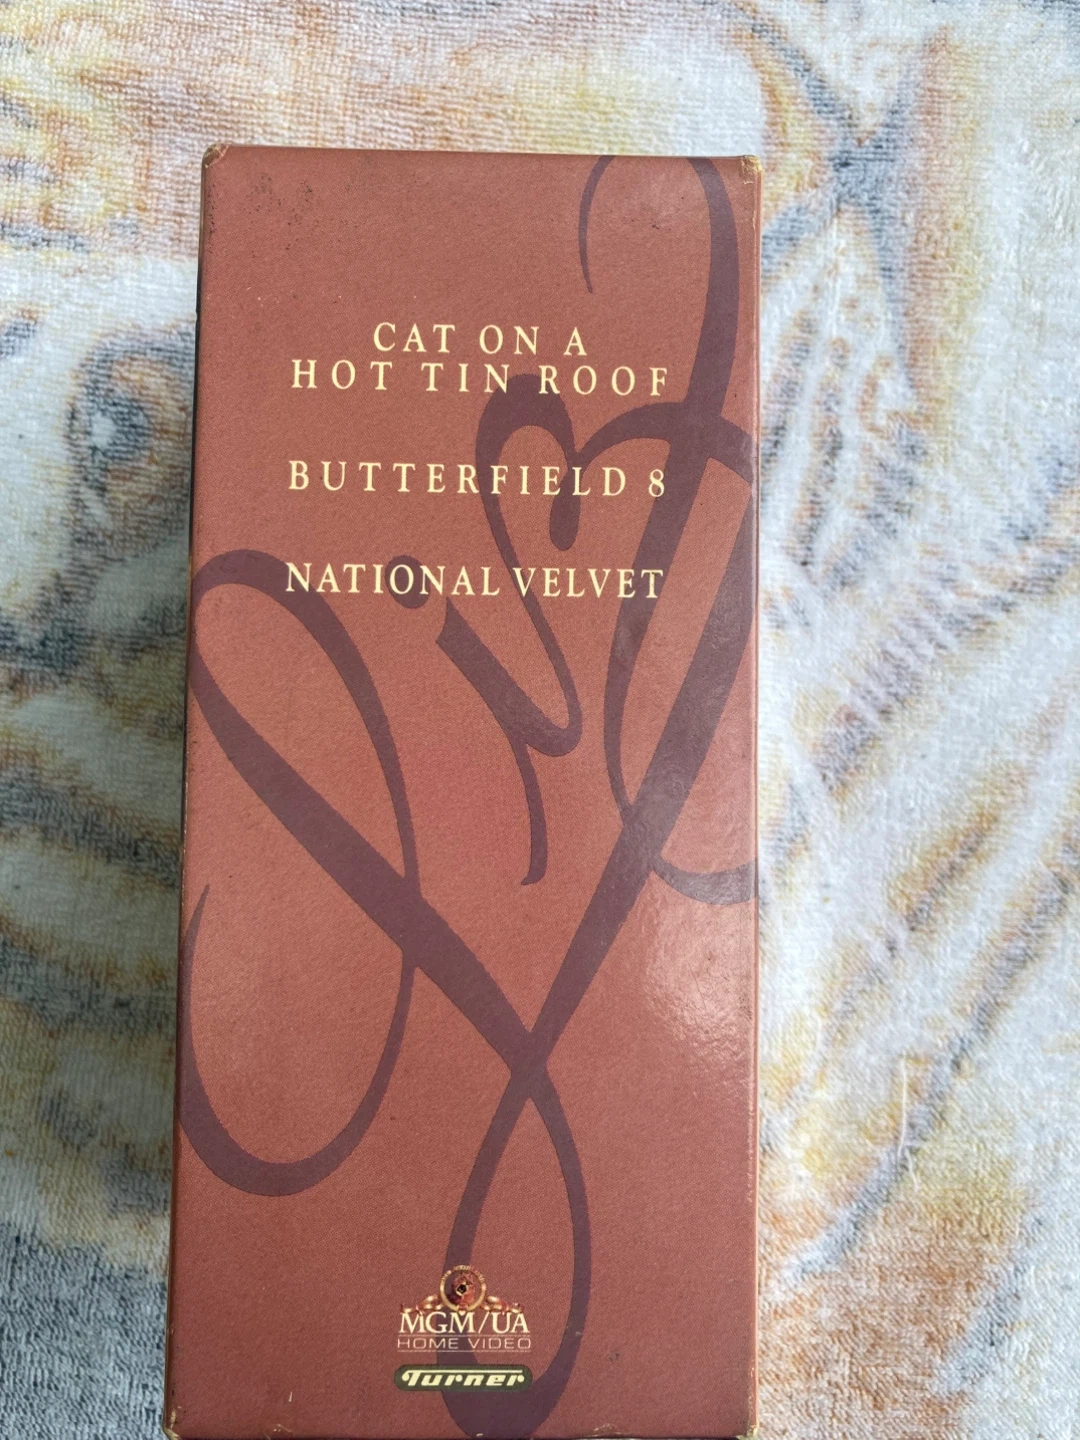 CAT ON A
HOT TIN ROOF
BUTTERFIELD 8
NATIONAL VELVET
MGM/UA
HOME VIDEO
Turner